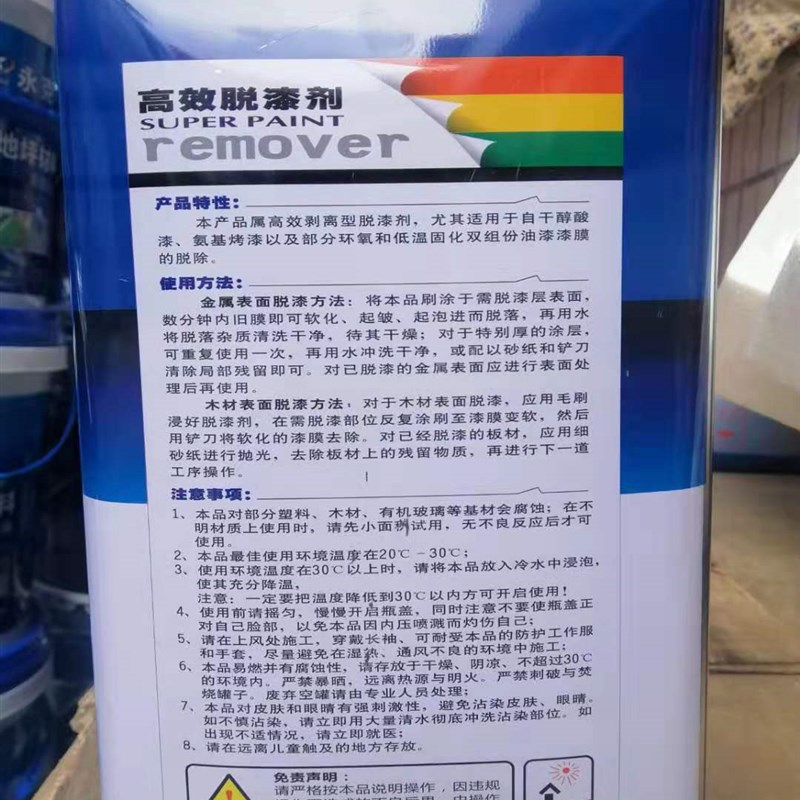 永
地坪
高效脱漆剂
SUPER PAINT
remover
产品特性：
本产品属高效剥离型脱漆剂，尤其适用于自干醇酸
漆、氨基烤漆以及部分环氧和低温固化双组份油漆漆膜
的脱除。
使用方法：
金属表面脱漆方法：将本品刷涂于需脱漆层表面，
数分钟内旧膜即可软化、起皱、起泡进而脱落，再用水
将脱落杂质清洗干净，待其干燥；对于特别厚的涂层，
可重复使用一次，再用水冲洗干净，或配以砂纸和铲刀
清除局部残留即可。对已脱漆的金属表面应进行表面处
理后再使用。
木材表面脱漆方法：对于木材表面脱漆，应用毛刷
浸好脱漆剂，在需脱漆部位反复涂刷至漆膜变软，然后
用铲刀将软化的漆膜去除。对已经脱漆的板材，应用细
砂纸进行抛光，去除板材上的残留物质，再进行下一道
工序操作。
注意事项：
1、本品对部分塑料、木材、有机玻璃等基材会腐蚀；在不
明材质上使用时，请先小面积试用，无不良反应后才可
使用。
2、本品最佳使用环境温度在20℃－30℃；
3、使用环境温度在30℃以上时，请将本品放入冷水中浸泡，
使其充分降温，
注意：一定要把温度降低到30℃以内方可开启使用！
4、使用前请摇匀，慢慢开启瓶盖，同时注意不要使瓶盖正
对自己脸部，以免本品因内压喷溅而灼伤自己；
5、请在上风处施工，穿戴长袖、可耐受本品的防护工作服
和手套，尽量避免在湿热、通风不良的环境中施工；
6、本品易燃并有腐蚀性，请存放于干燥、阴凉、不超过30℃
的环境内。严禁暴晒，远离热源与明火。严禁刺破与焚
烧罐子。废弃空罐请由专业人员处理；
7、本品对皮肤和眼睛有强刺激性，避免沾染皮肤、眼睛。
如不慎沾染，请立即用大量清水彻底冲洗沾染部位。如
出现不适情况，请立即就医；
8、请在远离儿童触及的地方存放。
免责声明：
请严格按本品说明操作，因违规